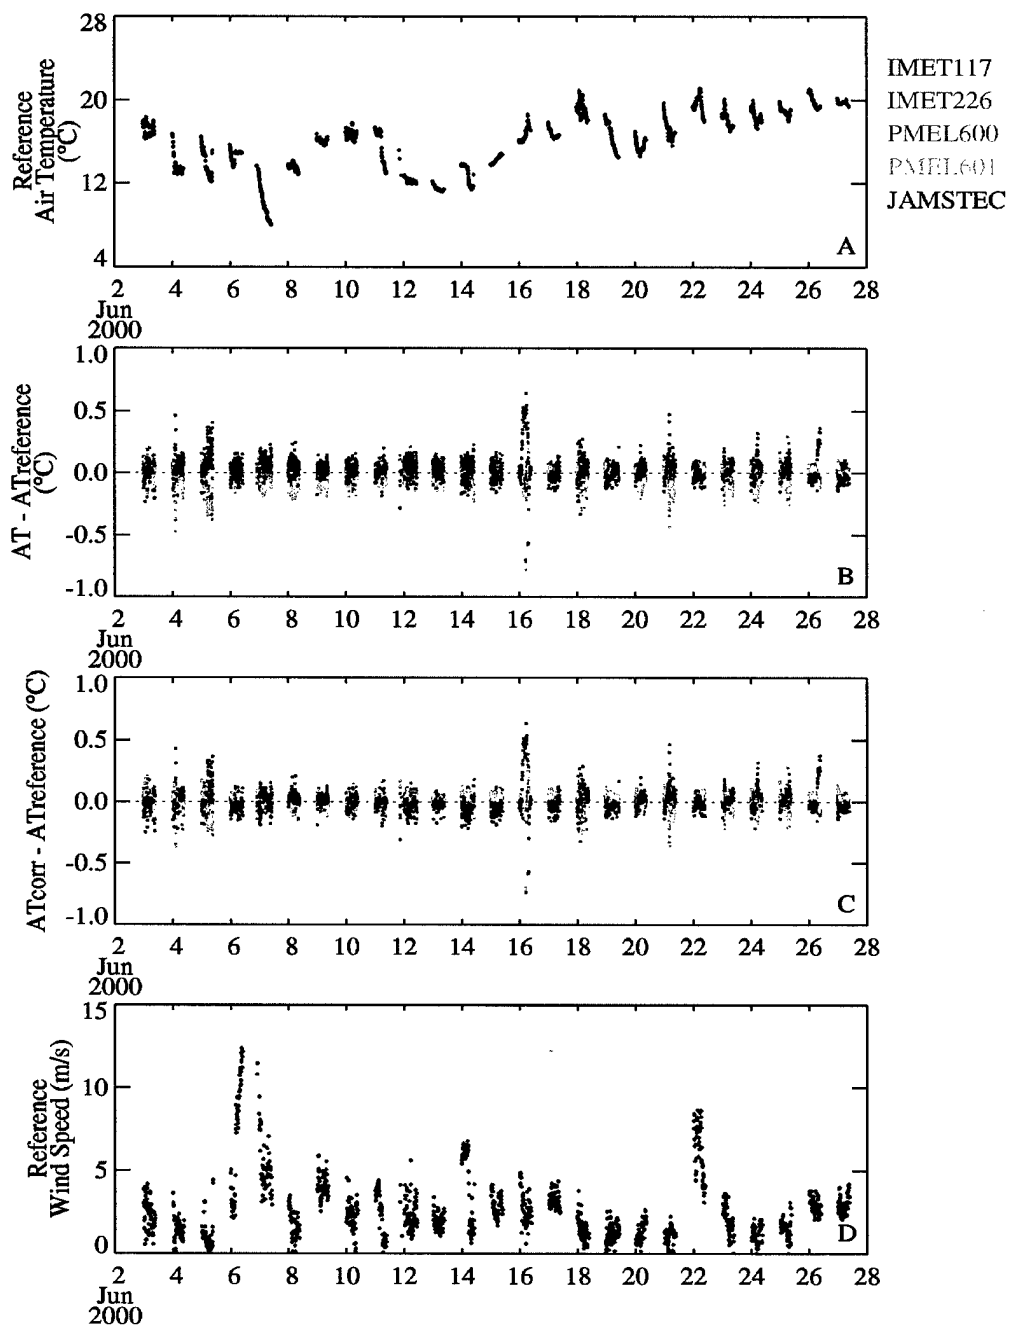 28
20
12
4
Reference
Air Temperature
(°C)
A
2 4 6 8 10 12 14 16 18 20 22 24 26 28
Jun
2000
IMET117
IMET226
PMEL600
PMEL601
JAMSTEC
1.0
0.5
0.0
-0.5
-1.0
AT - ATreference
(°C)
B
2 4 6 8 10 12 14 16 18 20 22 24 26 28
Jun
2000
1.0
0.5
0.0
-0.5
-1.0
ATcorr - ATreference (°C)
C
2 4 6 8 10 12 14 16 18 20 22 24 26 28
Jun
2000
15
10
5
0
Reference
Wind Speed (m/s)
D
2 4 6 8 10 12 14 16 18 20 22 24 26 28
Jun
2000